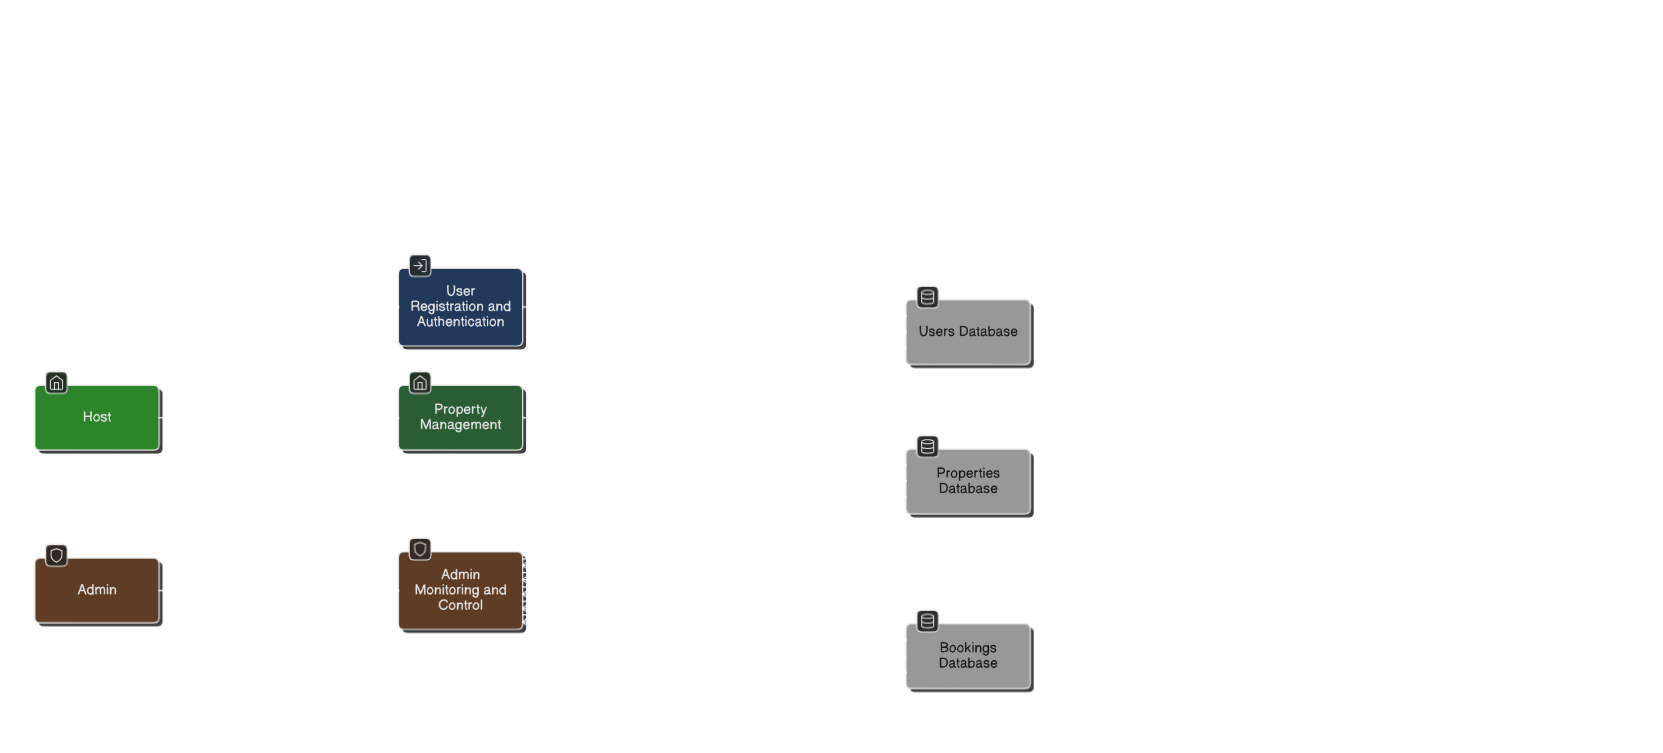 User
Registration and
Authentication
Users Database
Host
Property
Management
Properties
Database
Admin
Admin
Monitoring and
Control
Bookings
Database